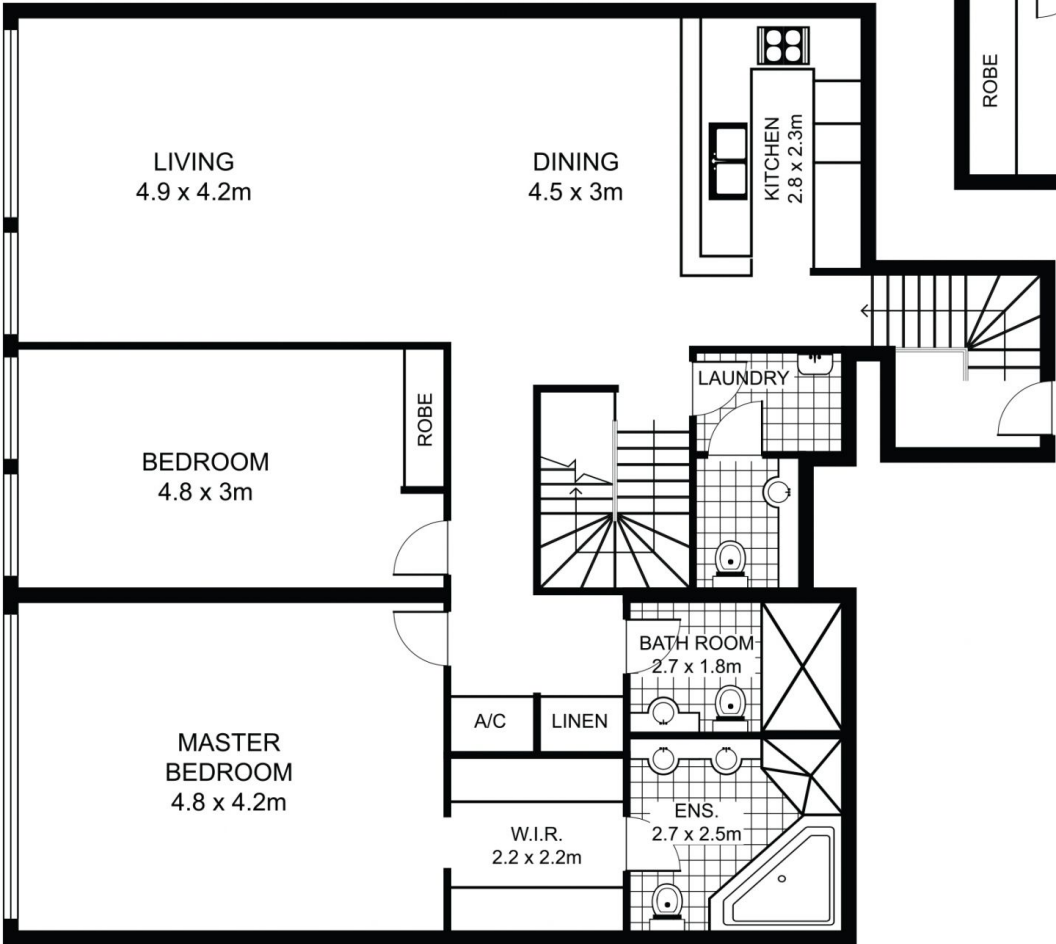 ROBE
LIVING
4.9 x 4.2m
DINING
4.5 x 3m
KITCHEN
2.8 x 2.3m
LAUNDRY
ROBE
BEDROOM
4.8 x 3m
BATH ROOM
2.7 x 1.8m
A/C
LINEN
MASTER
BEDROOM
4.8 x 4.2m
W.I.R.
2.2 x 2.2m
ENS.
2.7 x 2.5m